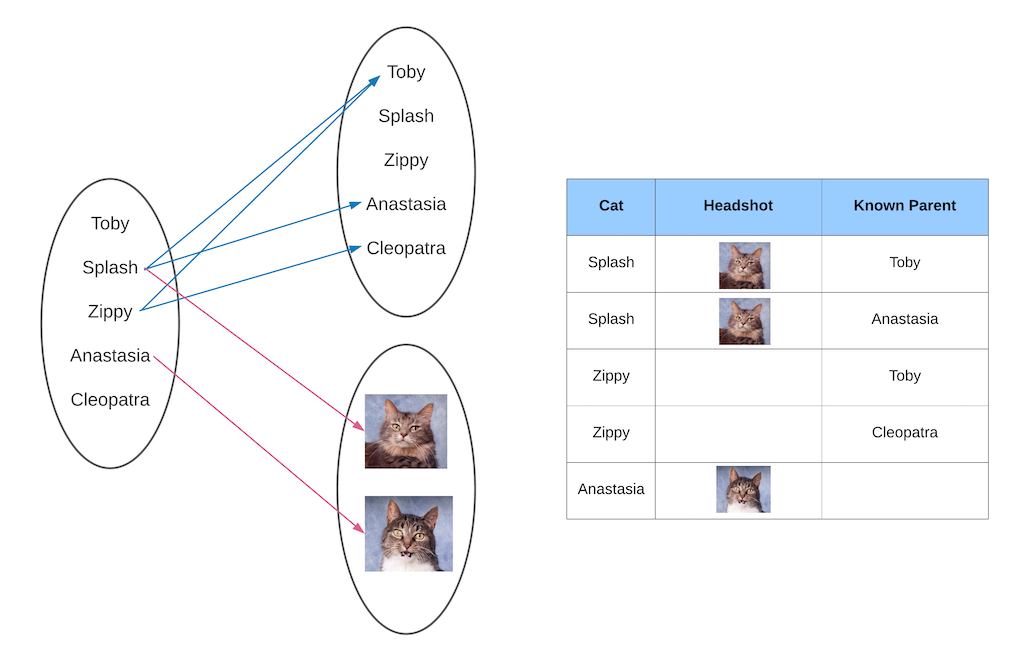 Toby
Splash
Zippy
Anastasia
Cleopatra
Toby
Splash
Zippy
Anastasia
Cleopatra
Cat Headshot Known Parent
Splash Toby
Splash Anastasia
Zippy Toby
Zippy Cleopatra
Anastasia